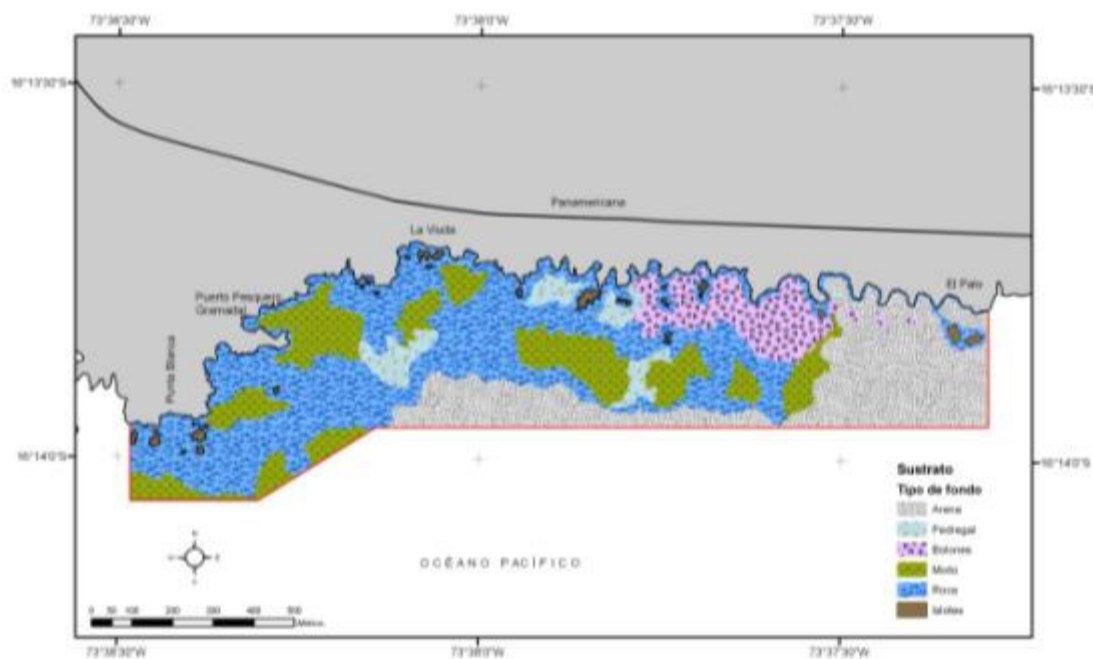 73°38'30"W
73°38'0"W
73°37'30"W
16°13'30"S
16°13'30"S
Panamericana
La Viuda
El Palo
Puerto Pesquero
Gramadal
Punta Blanca
16°14'0"S
16°14'0"S
Sustrato
Tipo de fondo
Arena
Pedregal
Bolones
Mixto
Roca
Islotes
OCÉANO PACÍFICO
0 50 100 200 300 400 500
Metros
73°38'30"W
73°38'0"W
73°37'30"W